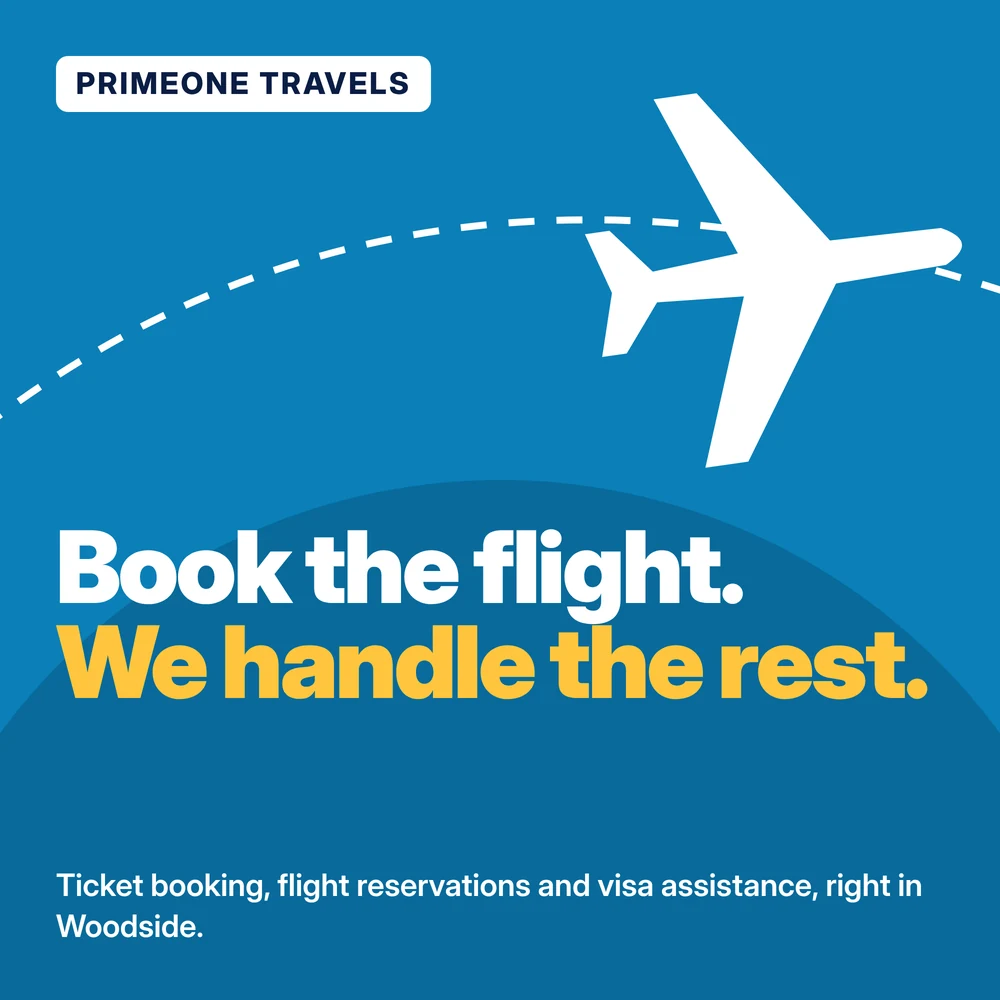 PRIMEONE TRAVELS
Book the flight.
We handle the rest.
Ticket booking, flight reservations and visa assistance, right in
Woodside.